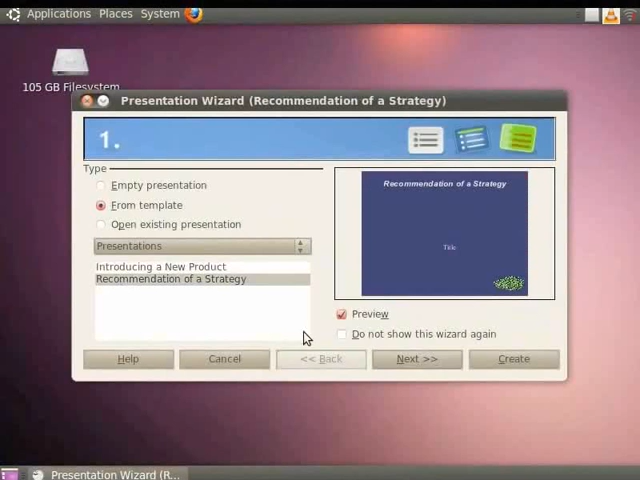 Applications Places System
105 GB Filesystem
Presentation Wizard (Recommendation of a Strategy)
1.
Type
Empty presentation
From template
Open existing presentation
Presentations
Introducing a New Product
Recommendation of a Strategy
Recommendation of a Strategy
Title
Preview
Do not show this wizard again
Help
Cancel
<< Back
Next >>
Create
Presentation Wizard (R...